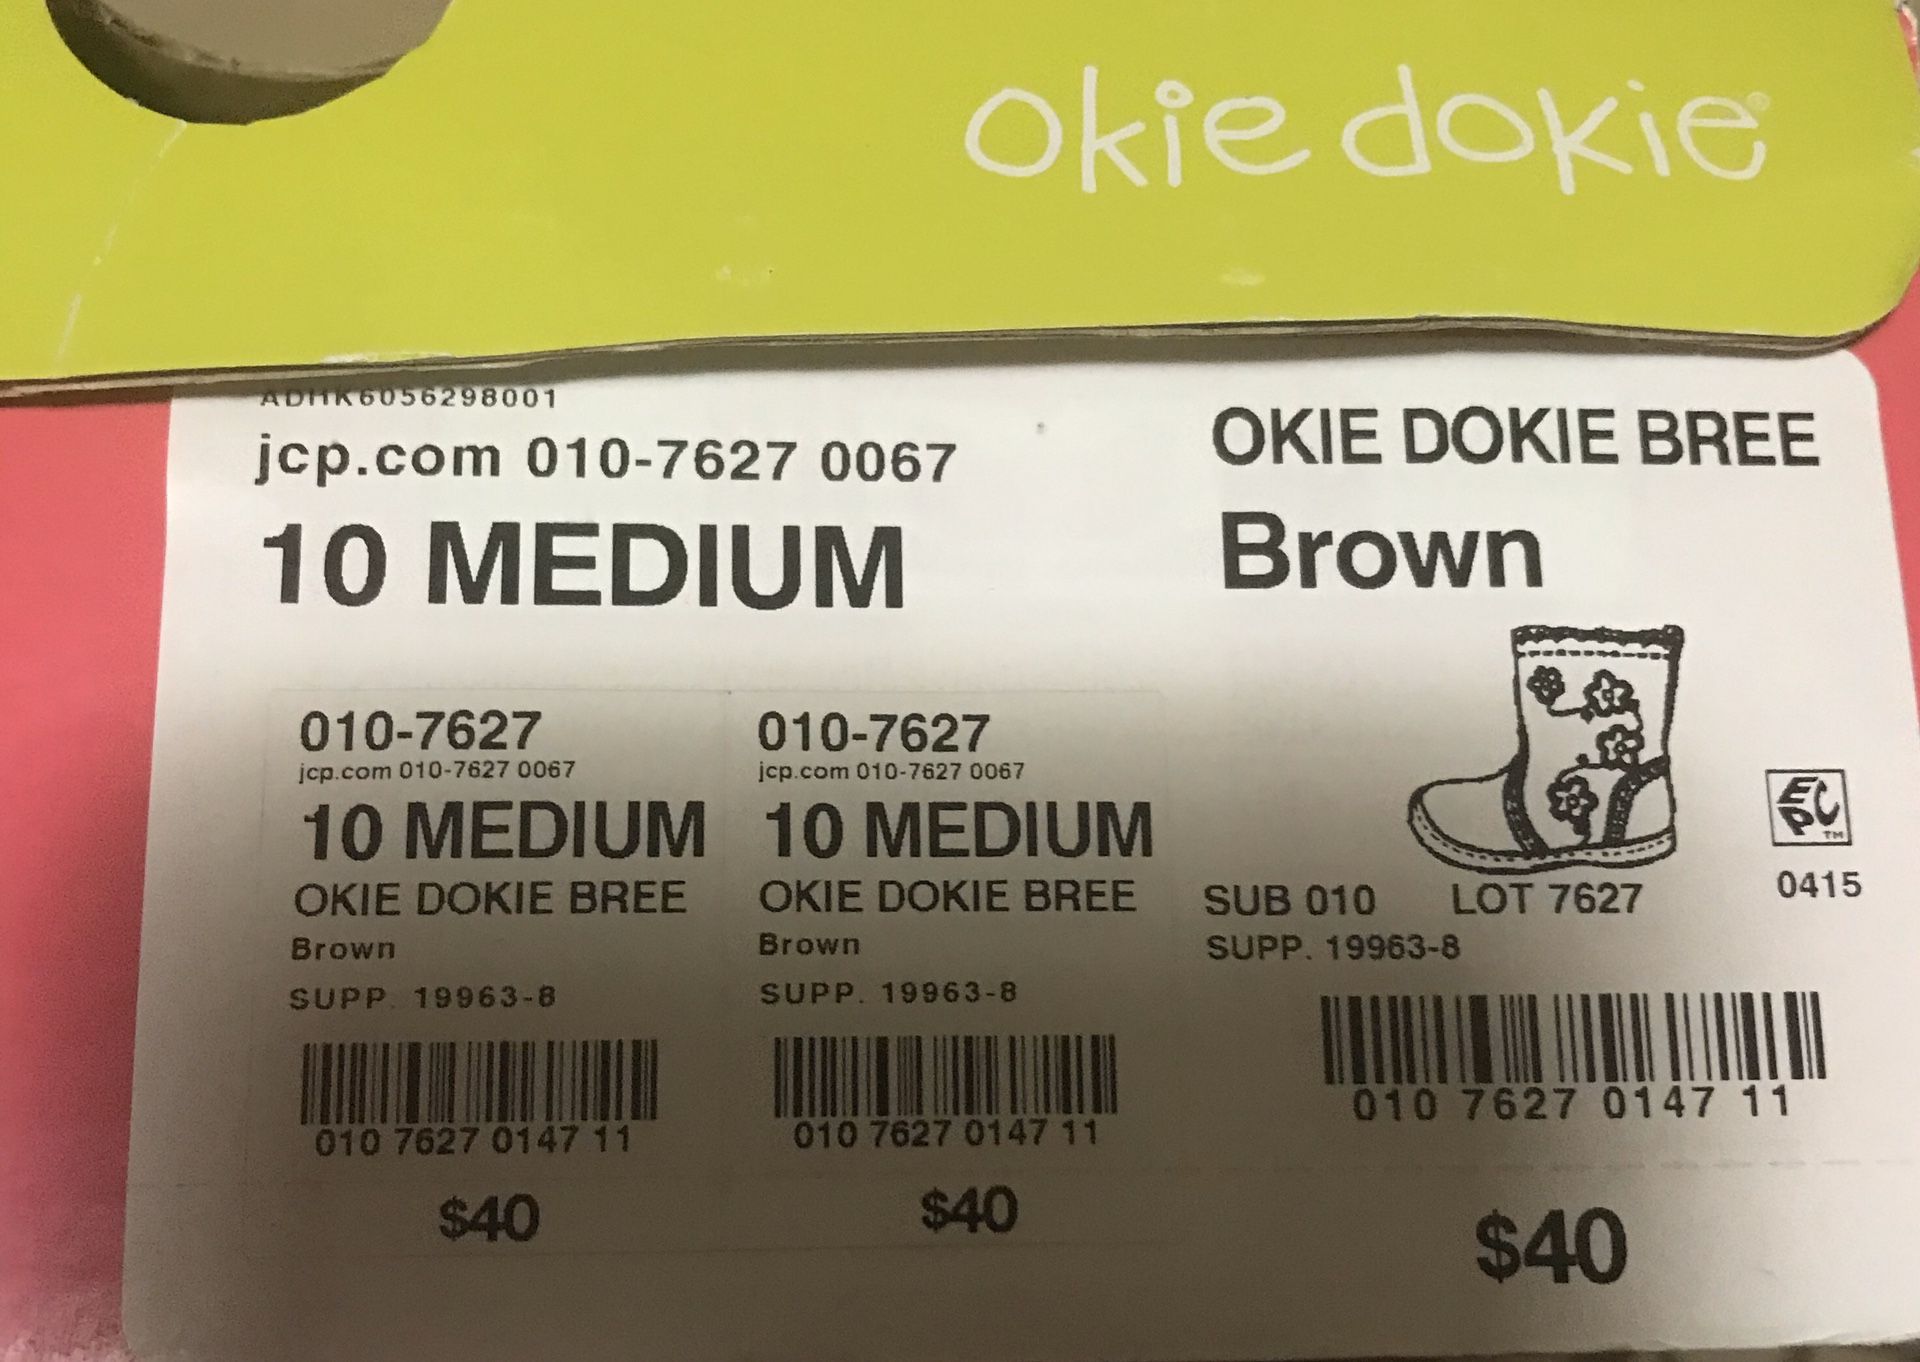 okie dokie®
ADHK6056298001
jcp.com 010-7627 0067
10 MEDIUM
OKIE DOKIE BREE
Brown
010-7627
jcp.com 010-7627 0067
10 MEDIUM
OKIE DOKIE BREE
Brown
SUPP. 19963-8
010 7627 0147 11
$40
010-7627
jcp.com 010-7627 0067
10 MEDIUM
OKIE DOKIE BREE
Brown
SUPP. 19963-8
010 7627 0147 11
$40
EPC TM
0415
SUB 010 LOT 7627
SUPP. 19963-8
010 7627 0147 11
$40